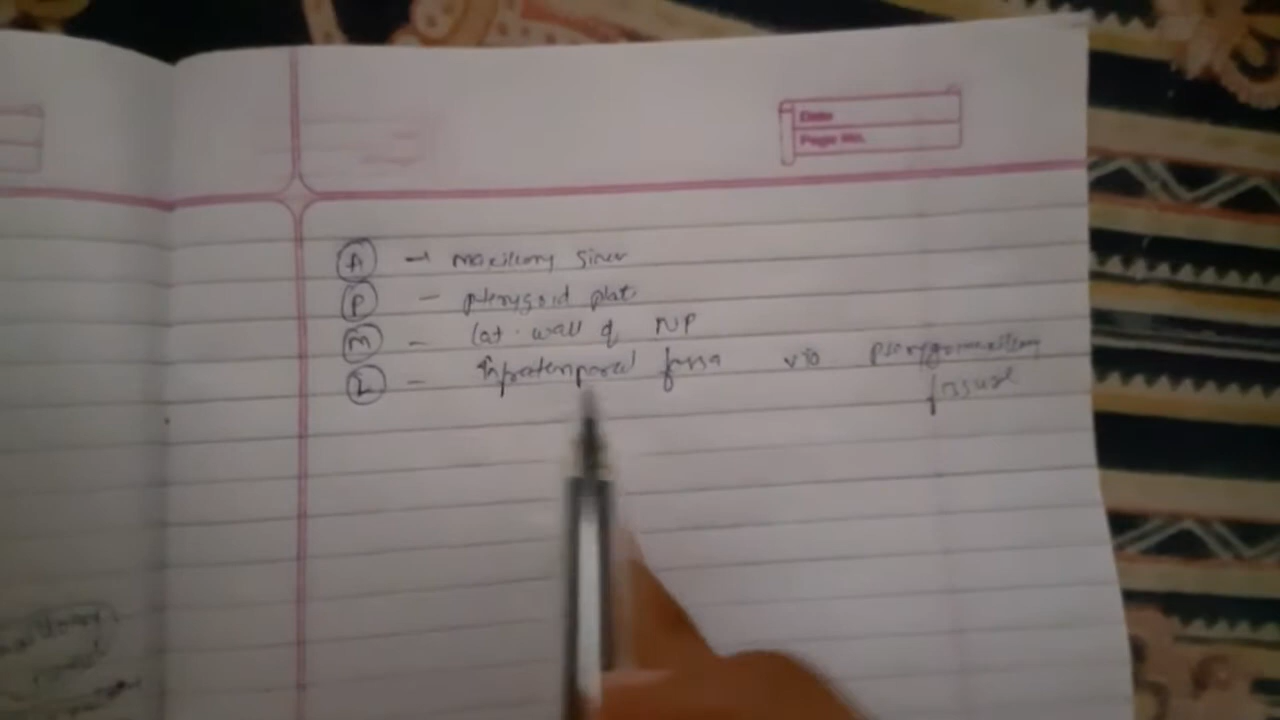 Date
Page No.
A → maxillary sinus
P - pterygoid plate
M - lat. wall of NP
L - Infratemporal fossa via pterygomaxillary
fissure